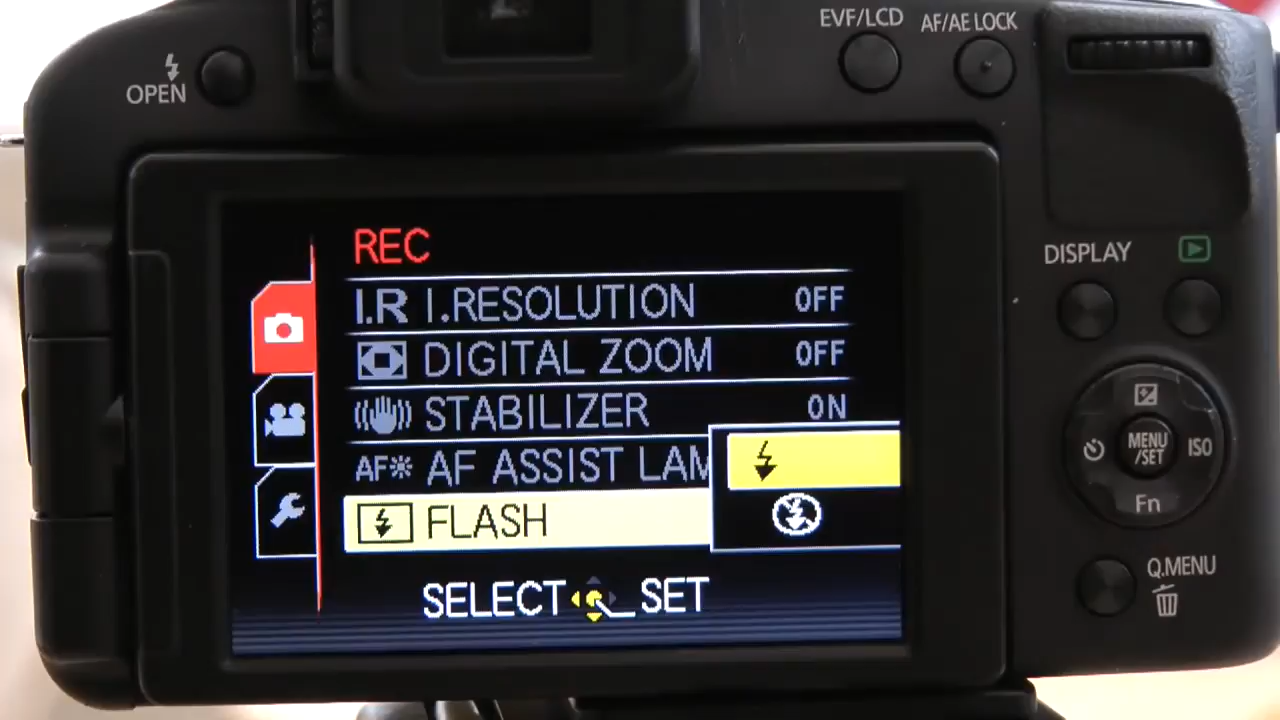 EVF/LCD
AF/AE LOCK
OPEN
DISPLAY
REC
I.R I.RESOLUTION OFF
DIGITAL ZOOM OFF
STABILIZER ON
AF AF ASSIST LAM
FLASH
SELECT SET
MENU
/SET
ISO
Fn
Q.MENU